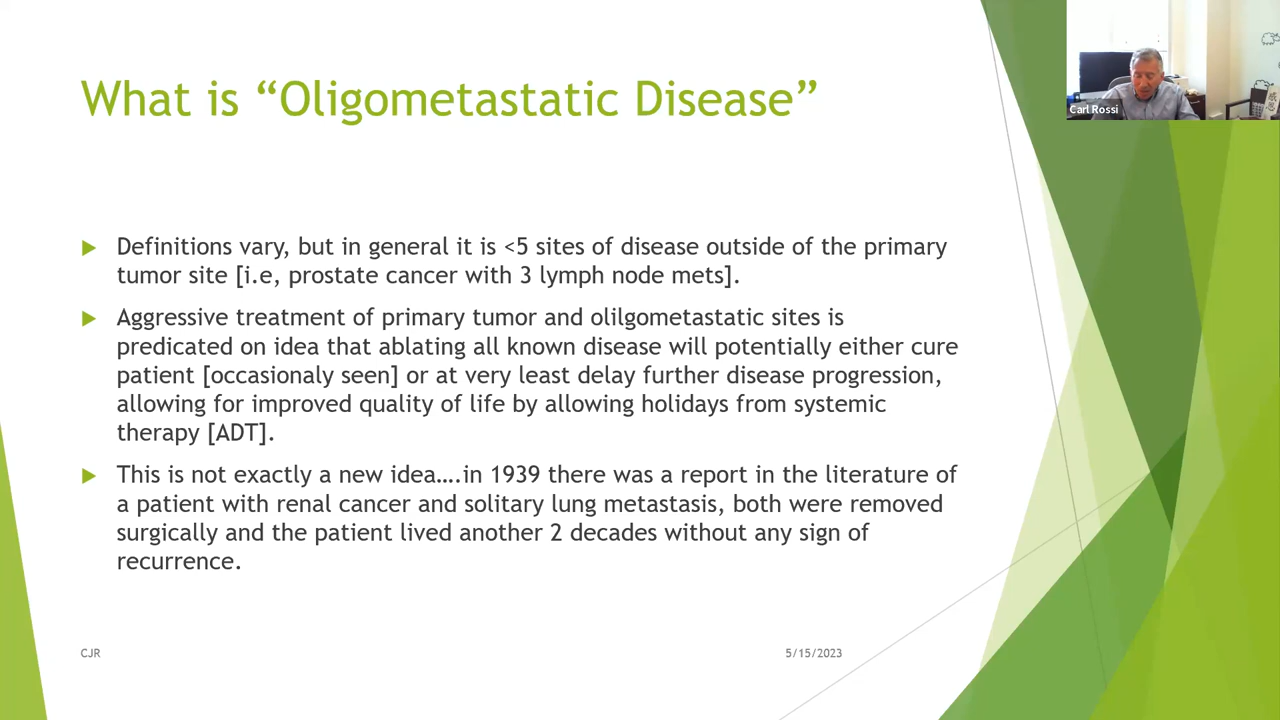 What is “Oligometastatic Disease”
Carl Rossi
Definitions vary, but in general it is <5 sites of disease outside of the primary
tumor site [i.e, prostate cancer with 3 lymph node mets].
Aggressive treatment of primary tumor and olilgometastatic sites is
predicated on idea that ablating all known disease will potentially either cure
patient [occasionaly seen] or at very least delay further disease progression,
allowing for improved quality of life by allowing holidays from systemic
therapy [ADT].
This is not exactly a new idea….in 1939 there was a report in the literature of
a patient with renal cancer and solitary lung metastasis, both were removed
surgically and the patient lived another 2 decades without any sign of
recurrence.
CJR
5/15/2023